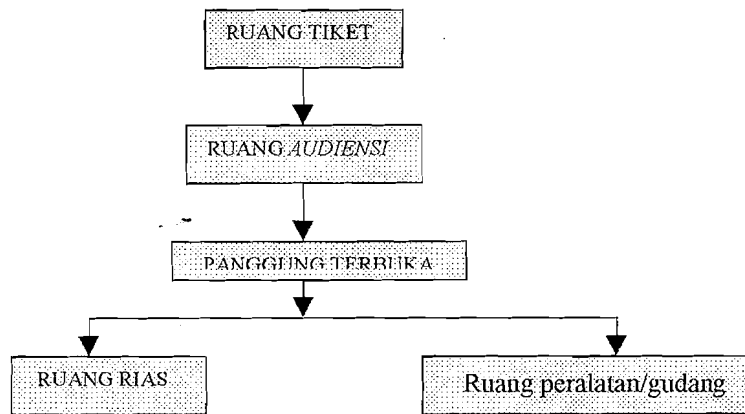 RUANG TIKET
RUANG AUDIENSI
PANGGUNG TERBUKA
RUANG RIAS
Ruang peralatan/gudang